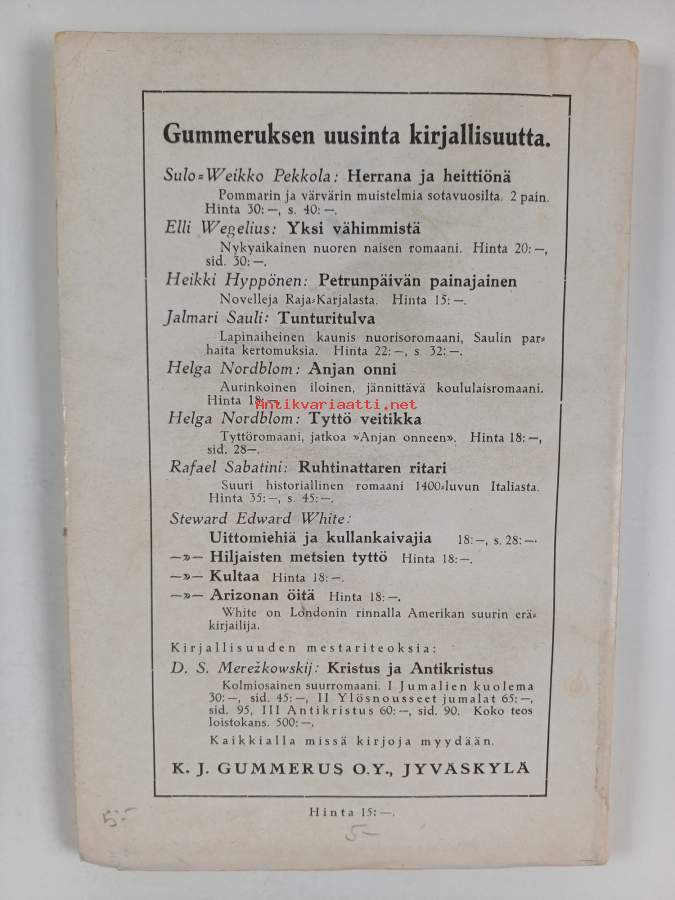 Gummeruksen uusinta kirjallisuutta.
Sulo=Weikko Pekkola: Herrana ja heittiönä
Pommarin ja värvärin muistelmia sotavuosilta. 2 pain.
Hinta 30: —, s. 40: —.
Elli Wegelius: Yksi vähimmistä
Nykyaikainen nuoren naisen romaani. Hinta 20: —,
sid. 30: —.
Heikki Hyppönen: Petrunpäivän painajainen
Novelleja Raja=Karjalasta. Hinta 15: —.
Jalmari Sauli: Tunturitulva
Lapinaiheinen kaunis nuorisoromaani, Saulin par=
haita kertomuksia. Hinta 22: —, s. 32: —.
Helga Nordblom: Anjan onni
Aurinkoinen iloinen, jännittävä koululaisromaani.
Hinta 18: —
Antikvariaatti.net
Helga Nordblom: Tyttö veitikka
Tyttöromaani, jatkoa »Anjan onneen». Hinta 18: —,
sid. 28—.
Rafael Sabatini: Ruhtinattaren ritari
Suuri historiallinen romaani 1400=luvun Italiasta.
Hinta 35: —, s. 45: —.
Steward Edward White:
Uittomiehiä ja kullankaivajia 18: —, s. 28: —.
—»— Hiljaisten metsien tyttö Hinta 18: —.
—»— Kultaa Hinta 18: —.
—»— Arizonan öitä Hinta 18: —.
White on Londonin rinnalla Amerikan suurin erä=
kirjailija.
Kirjallisuuden mestariteoksia:
D. S. Merežkowskij: Kristus ja Antikristus
Kolmiosainen suurromaani. I Jumalien kuolema
30: —, sid. 45: —, II Ylösnousseet jumalat 65: —,
sid. 95, III Antikristus 60: —, sid. 90. Koko teos
loistokans. 500: —.
Kaikkialla missä kirjoja myydään.
K. J. GUMMERUS O.Y., JYVÄSKYLÄ
Hinta 15: —.
5:-
5-